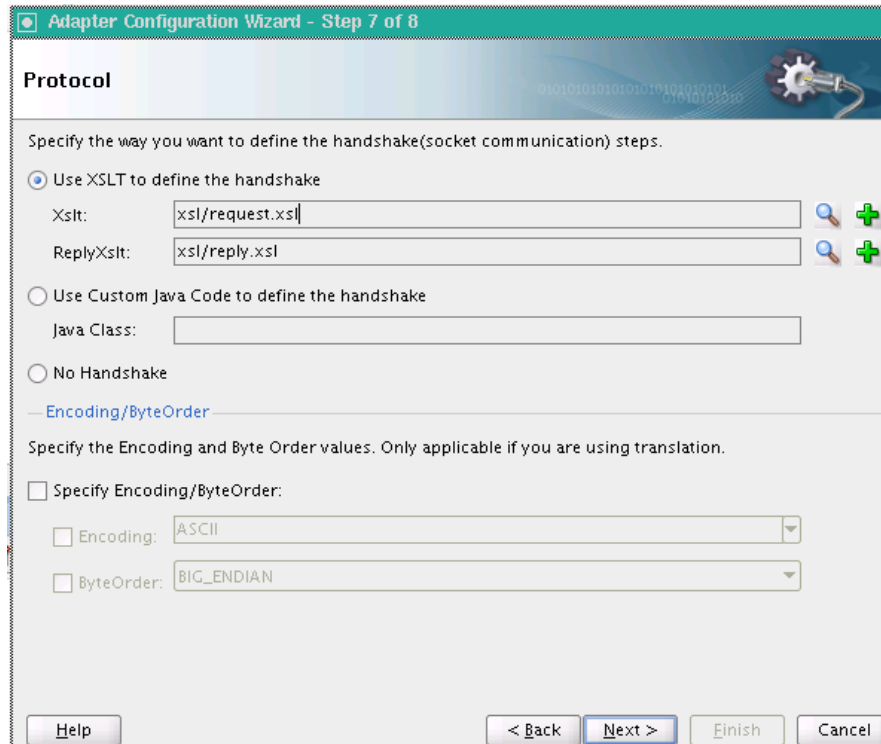 Adapter Configuration Wizard - Step 7 of 8
Protocol
0101010101010101010101010101
01010101010
Specify the way you want to define the handshake(socket communication) steps.
Use XSLT to define the handshake
Xslt: xsl/request.xsl
ReplyXslt: xsl/reply.xsl
Use Custom Java Code to define the handshake
Java Class:
No Handshake
Encoding/ByteOrder
Specify the Encoding and Byte Order values. Only applicable if you are using translation.
Specify Encoding/ByteOrder:
Encoding: ASCII
ByteOrder: BIG_ENDIAN
Help < Back Next > Finish Cancel